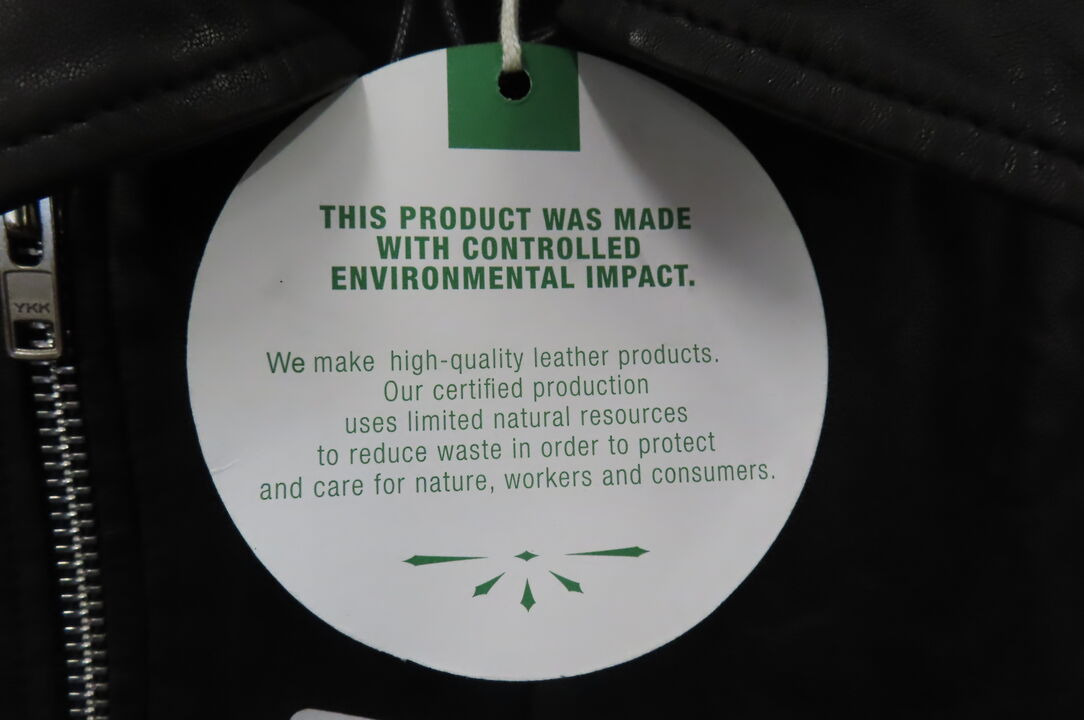 THIS PRODUCT WAS MADE
WITH CONTROLLED
ENVIRONMENTAL IMPACT.
YKK
We make high-quality leather products.
Our certified production
uses limited natural resources
to reduce waste in order to protect
and care for nature, workers and consumers.